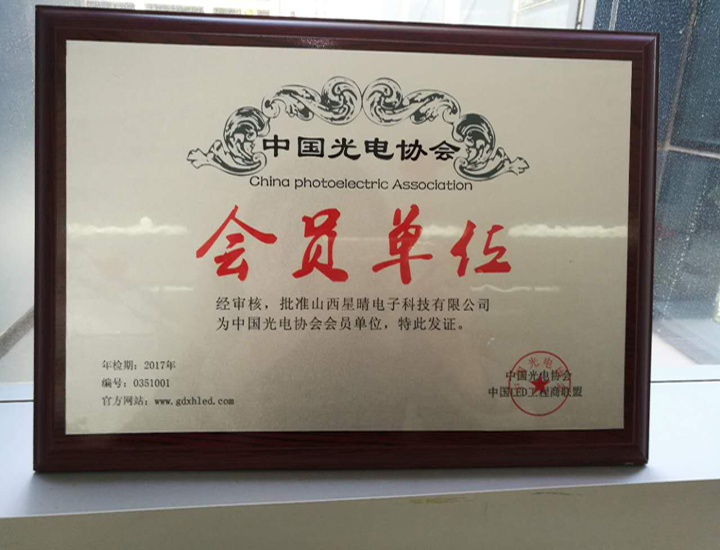 中国光电协会
China photoelectric Association
会员单位
经审核，批准山西星晴电子科技有限公司
为中国光电协会会员单位，特此发证。
年检期：2017年
编号：0351001
官方网站：www.gdxhled.com
中国光电协会
中国LED工程商联盟